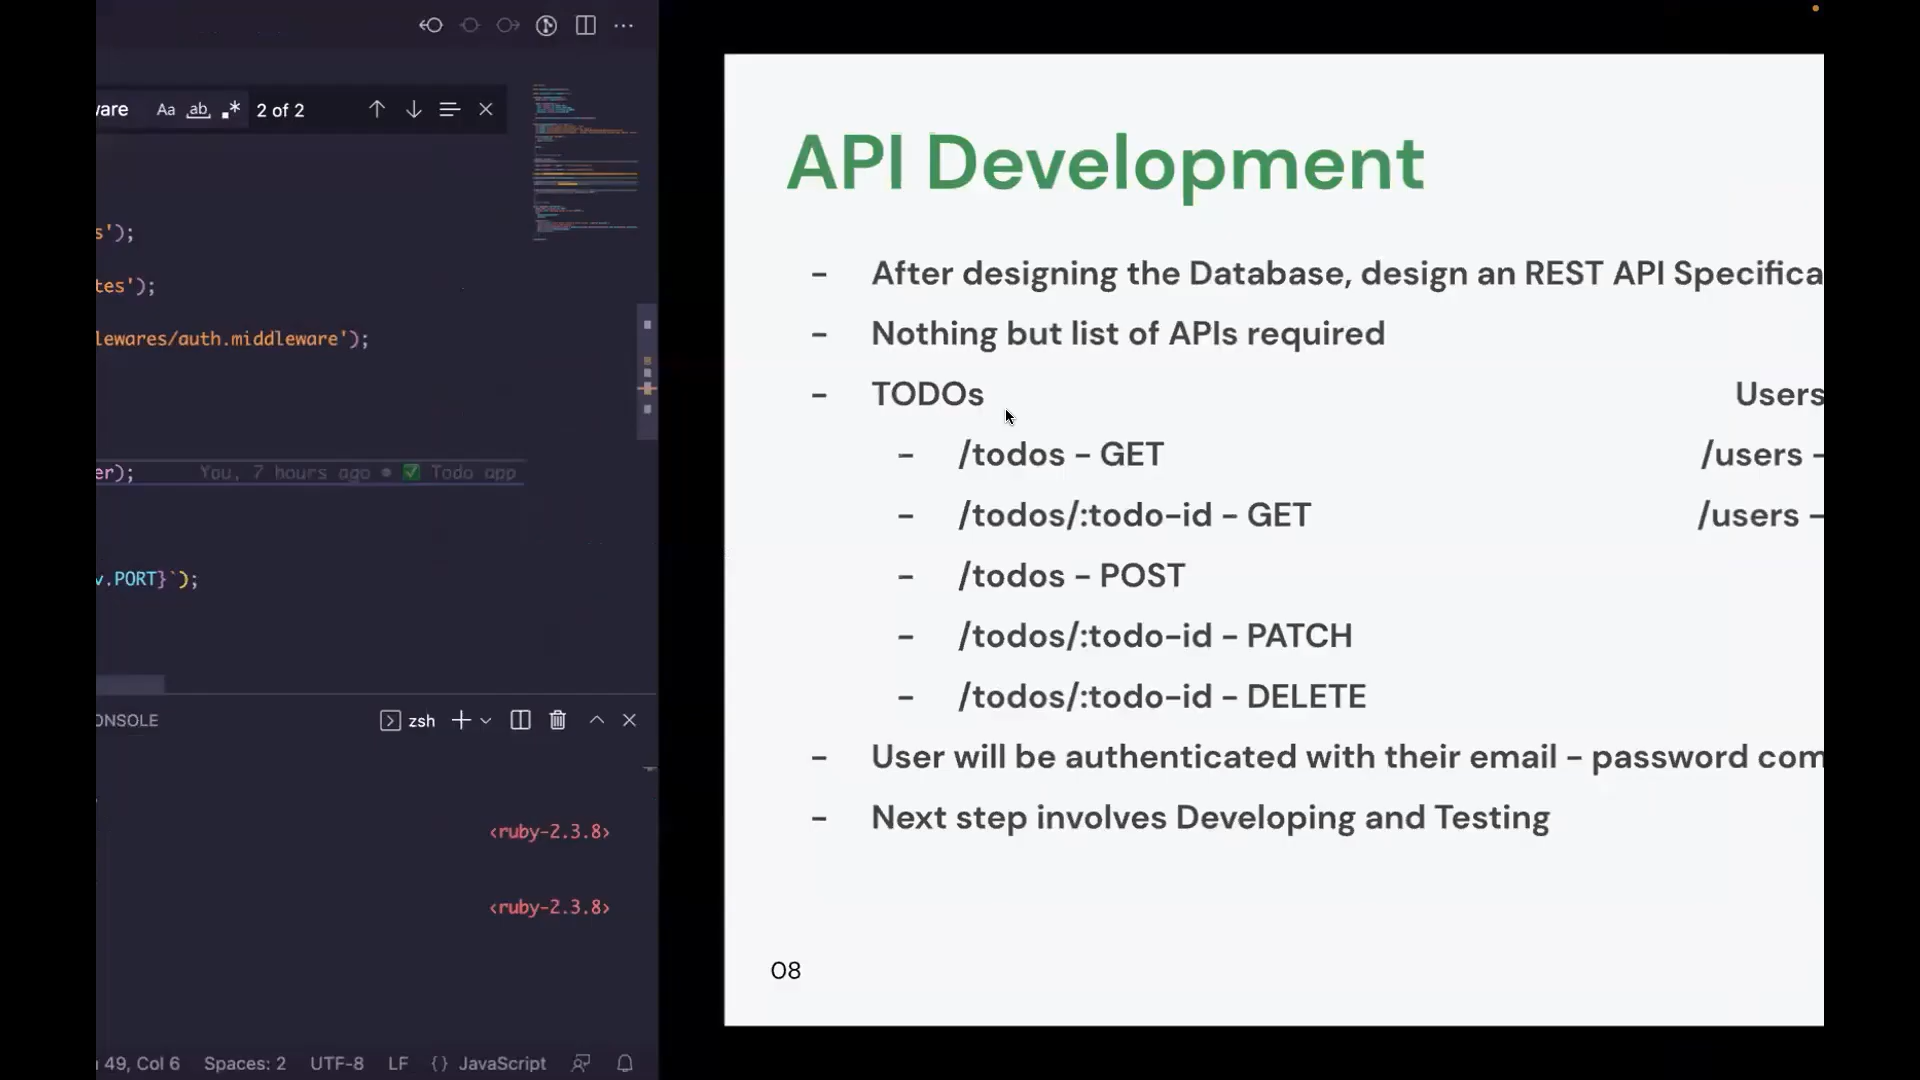 ware Aa ab 2 of 2
s');
tes');
lewares/auth.middleware');
er); You, 7 hours ago • ✅ Todo app
v.PORT}`);
ONSOLE zsh
<ruby-2.3.8>
<ruby-2.3.8>
49, Col 6 Spaces: 2 UTF-8 LF {} JavaScript
API Development
- After designing the Database, design an REST API Specifica
- Nothing but list of APIs required
- TODOs Users
- /todos - GET /users -
- /todos/:todo-id - GET /users -
- /todos - POST
- /todos/:todo-id - PATCH
- /todos/:todo-id - DELETE
- User will be authenticated with their email - password com
- Next step involves Developing and Testing
08